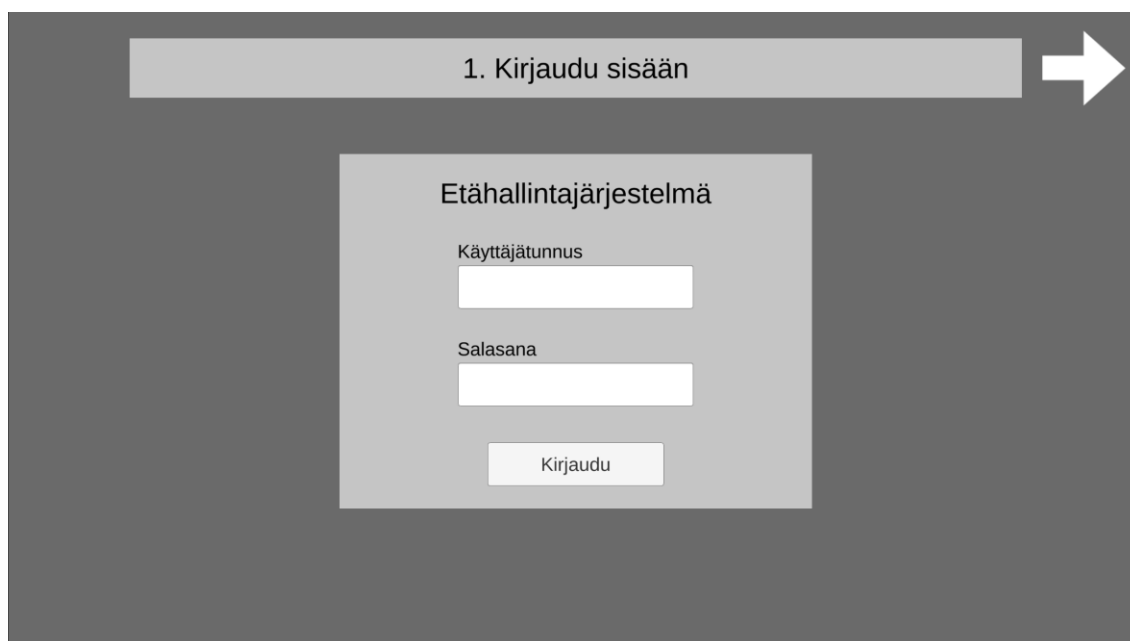 1. Kirjaudu sisään
Etähallintajärjestelmä
Käyttäjätunnus
Salasana
Kirjaudu